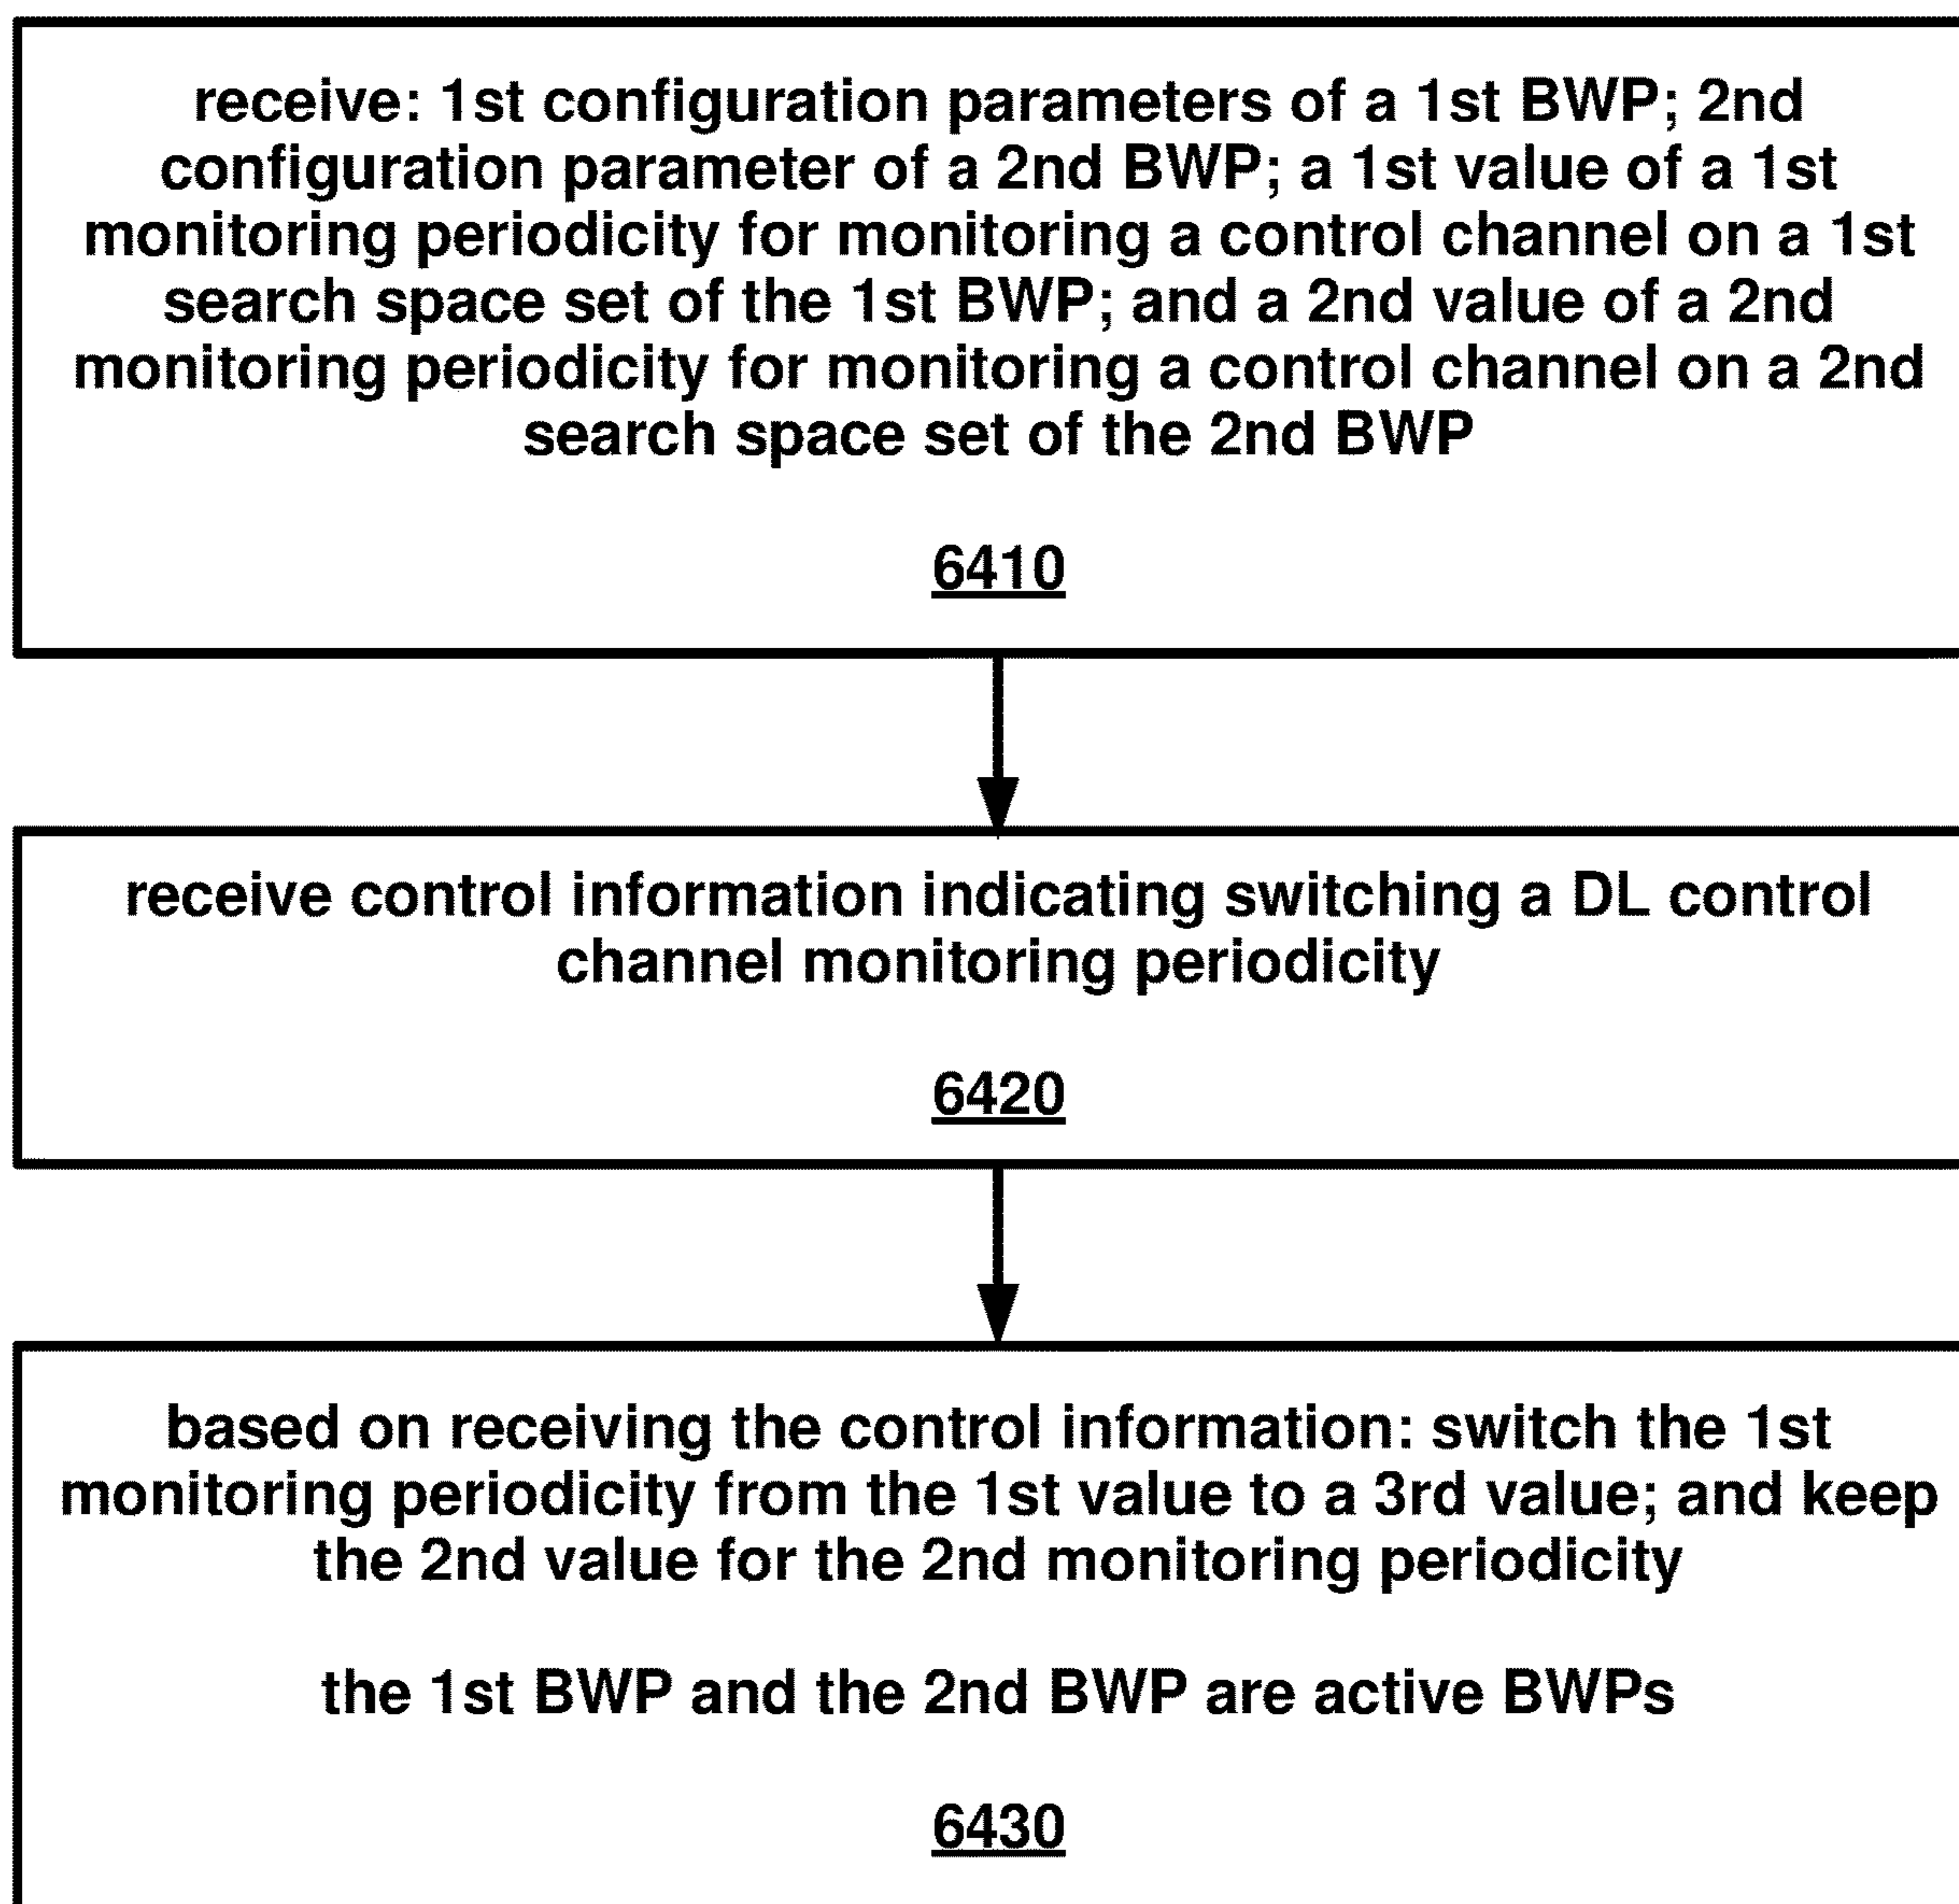 receive: 1st configuration parameters of a 1st BWP; 2nd
configuration parameter of a 2nd BWP; a 1st value of a 1st
monitoring periodicity for monitoring a control channel on a 1st
search space set of the 1st BWP; and a 2nd value of a 2nd
monitoring periodicity for monitoring a control channel on a 2nd
search space set of the 2nd BWP
6410
receive control information indicating switching a DL control
channel monitoring periodicity
6420
based on receiving the control information: switch the 1st
monitoring periodicity from the 1st value to a 3rd value; and keep
the 2nd value for the 2nd monitoring periodicity
the 1st BWP and the 2nd BWP are active BWPs
6430